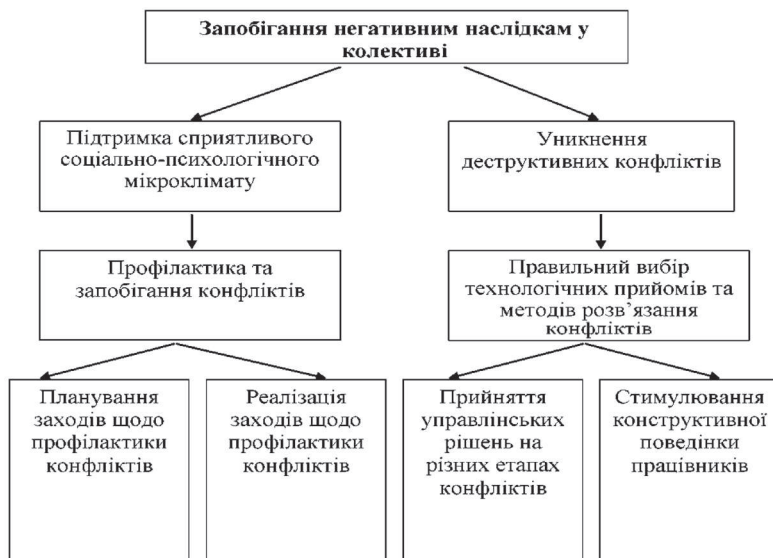 Запобігання негативним наслідкам у
колективі
Підтримка сприятливого
соціально-психологічного
мікроклімату
Уникнення
деструктивних конфліктів
Профілактика та
запобігання конфліктів
Правильний вибір
технологічних прийомів та
методів розв’язання
конфліктів
Планування
заходів щодо
профілактики
конфліктів
Реалізація
заходів щодо
профілактики
конфліктів
Прийняття
управлінських
рішень на
різних етапах
конфліктів
Стимулювання
конструктивної
поведінки
працівників